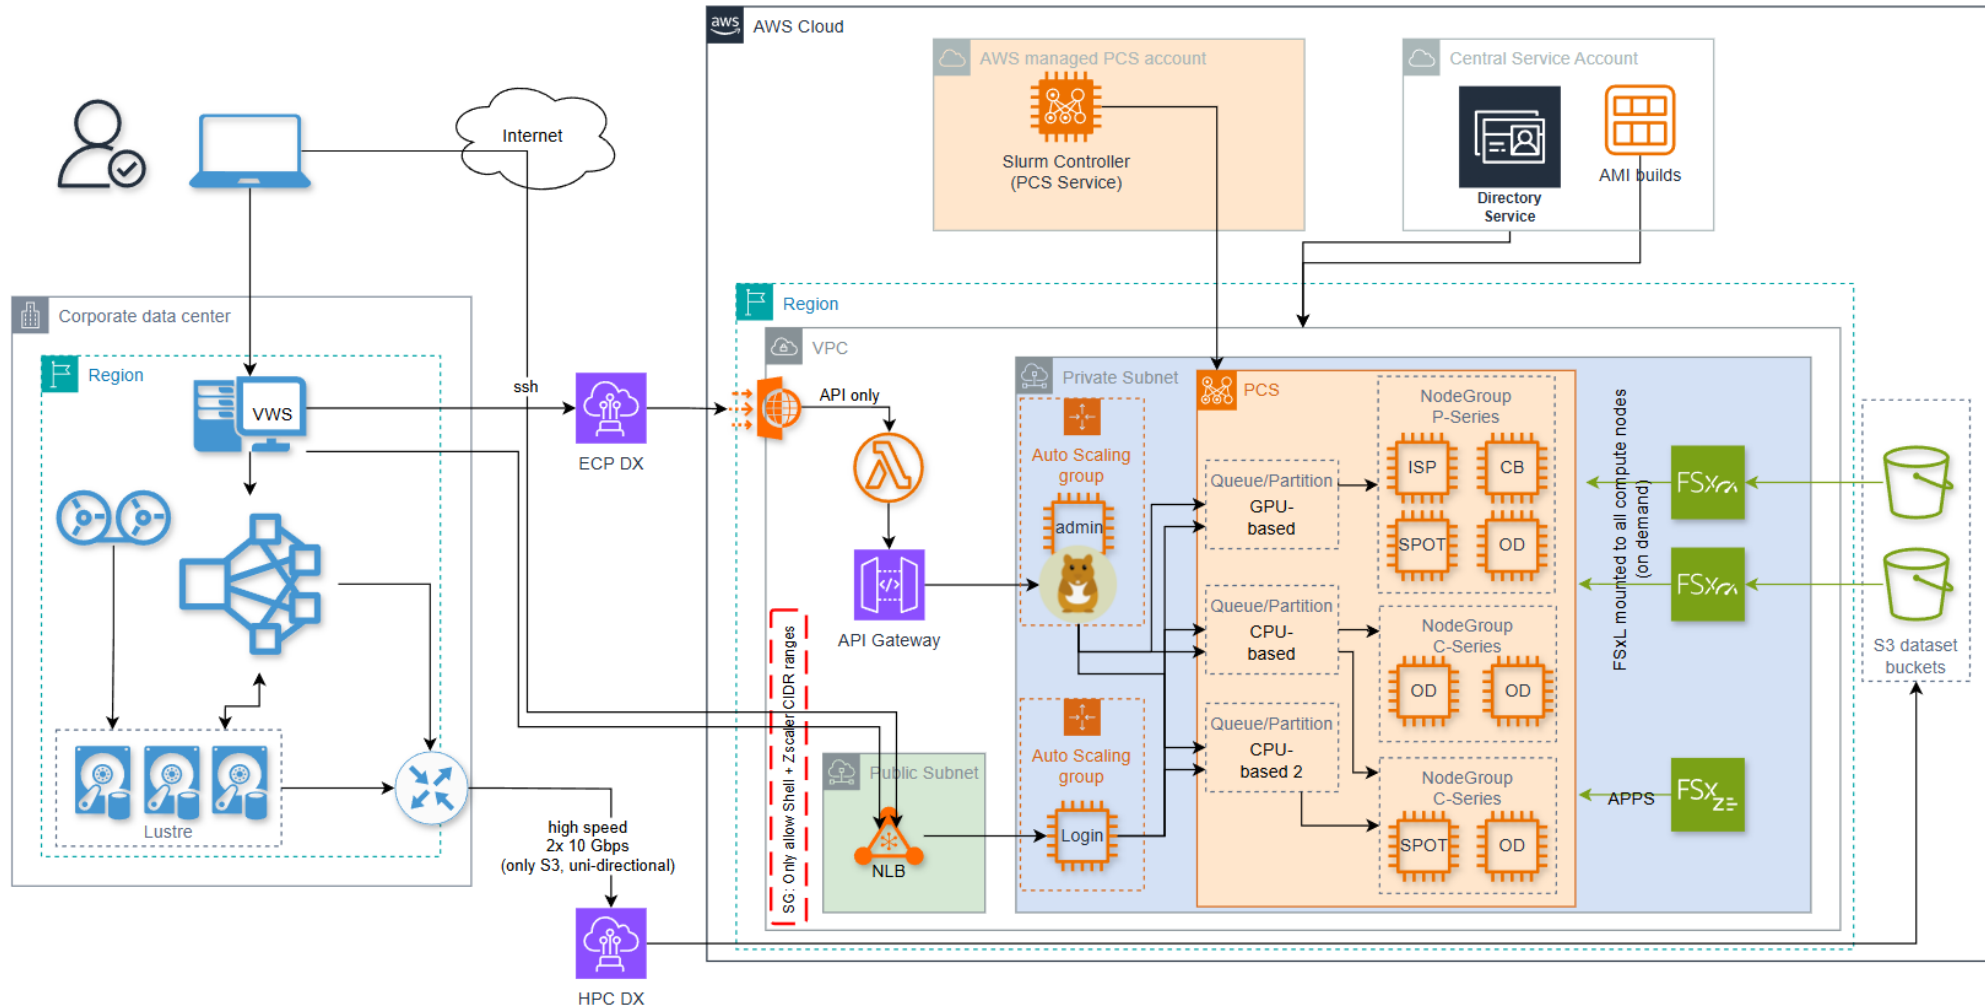 aws
AWS Cloud
AWS managed PCS account
Slurm Controller
(PCS Service)
Central Service Account
Directory
Service
AMI builds
Internet
Corporate data center
Region
VWS
ssh
ECP DX
Lustre
high speed
2x 10 Gbps
(only S3, uni-directional)
HPC DX
Region
VPC
API only
API Gateway
SG: Only allow Shell + Zscaler CIDR ranges
Public Subnet
NLB
Private Subnet
Auto Scaling
group
admin
Auto Scaling
group
Login
PCS
Queue/Partition
GPU-
based
Queue/Partition
CPU-
based
Queue/Partition
CPU-
based 2
NodeGroup
P-Series
ISP
CB
SPOT
OD
NodeGroup
C-Series
OD
OD
NodeGroup
C-Series
SPOT
OD
FSxL mounted to all compute nodes
(on demand)
FSx
FSx
APPS
FSx
S3 dataset
buckets